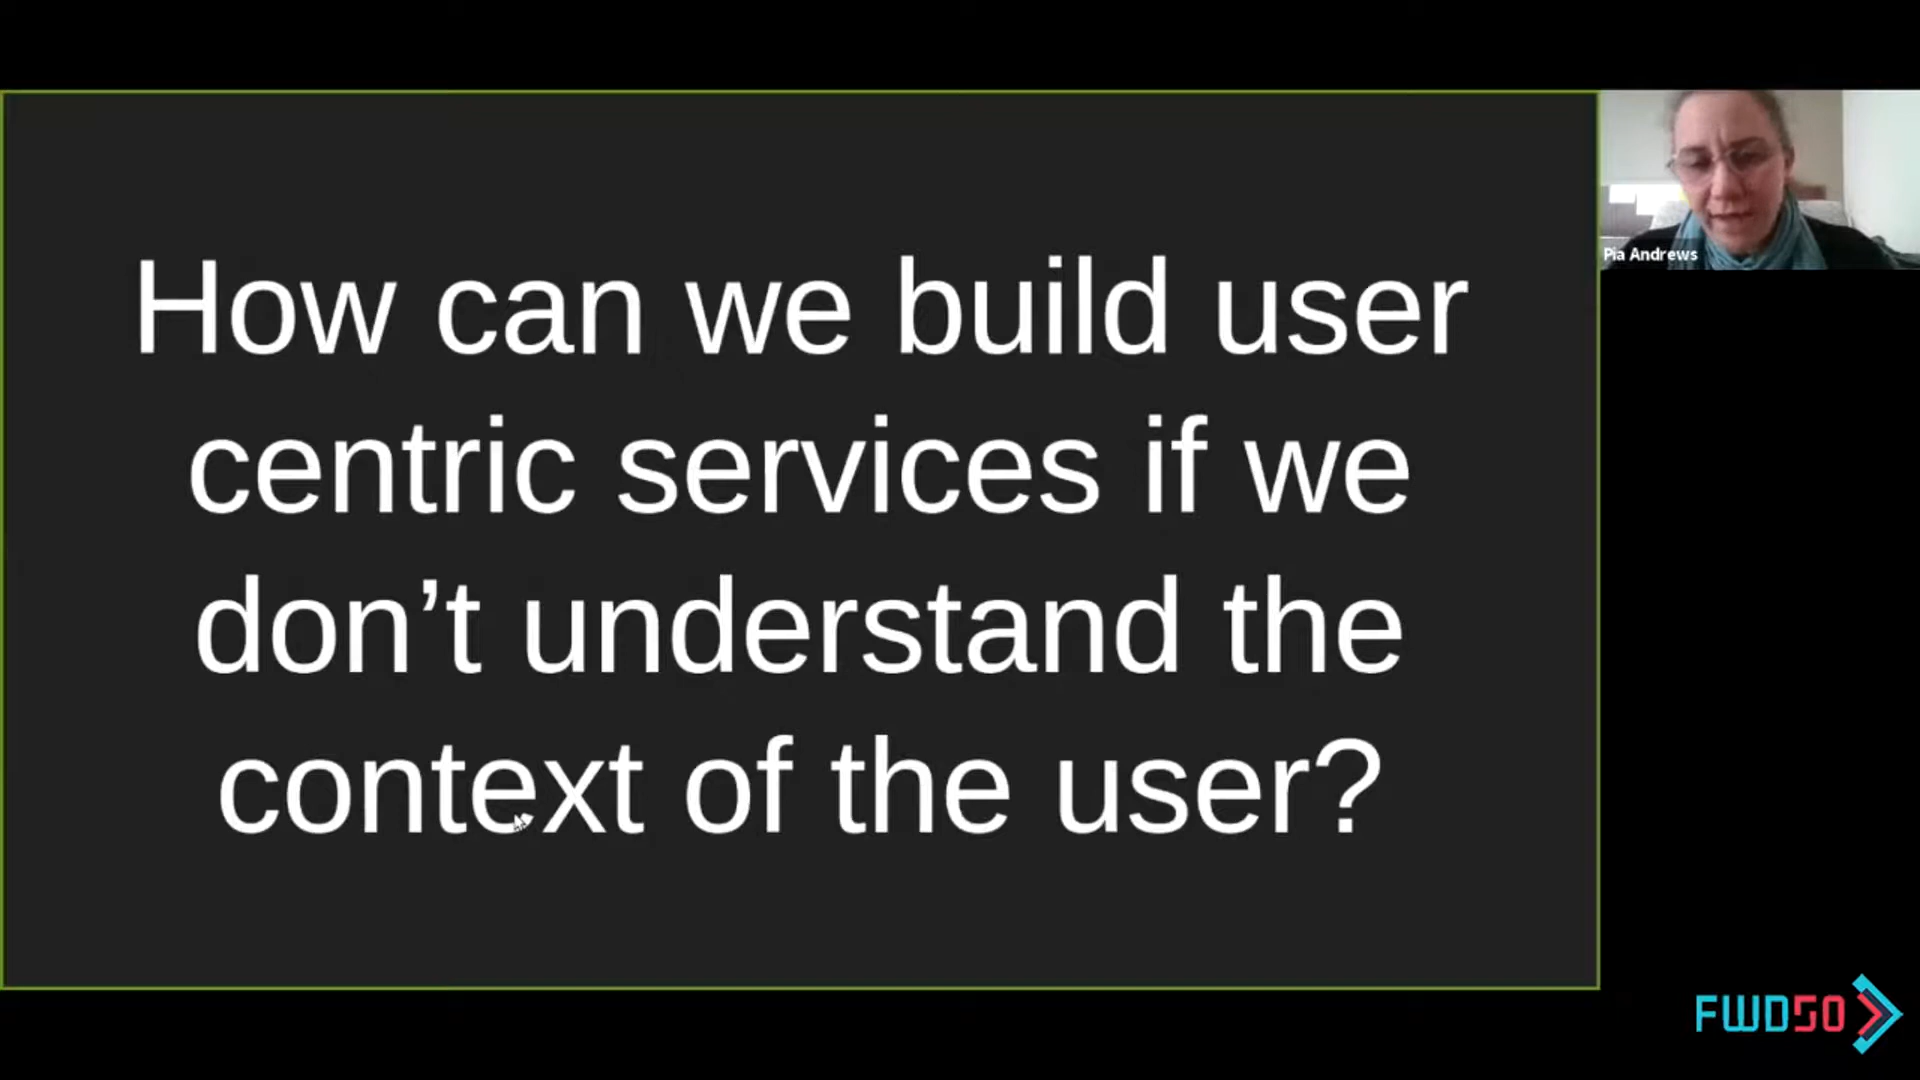 How can we build user
centric services if we
don’t understand the
context of the user?
Pia Andrews
FWD50